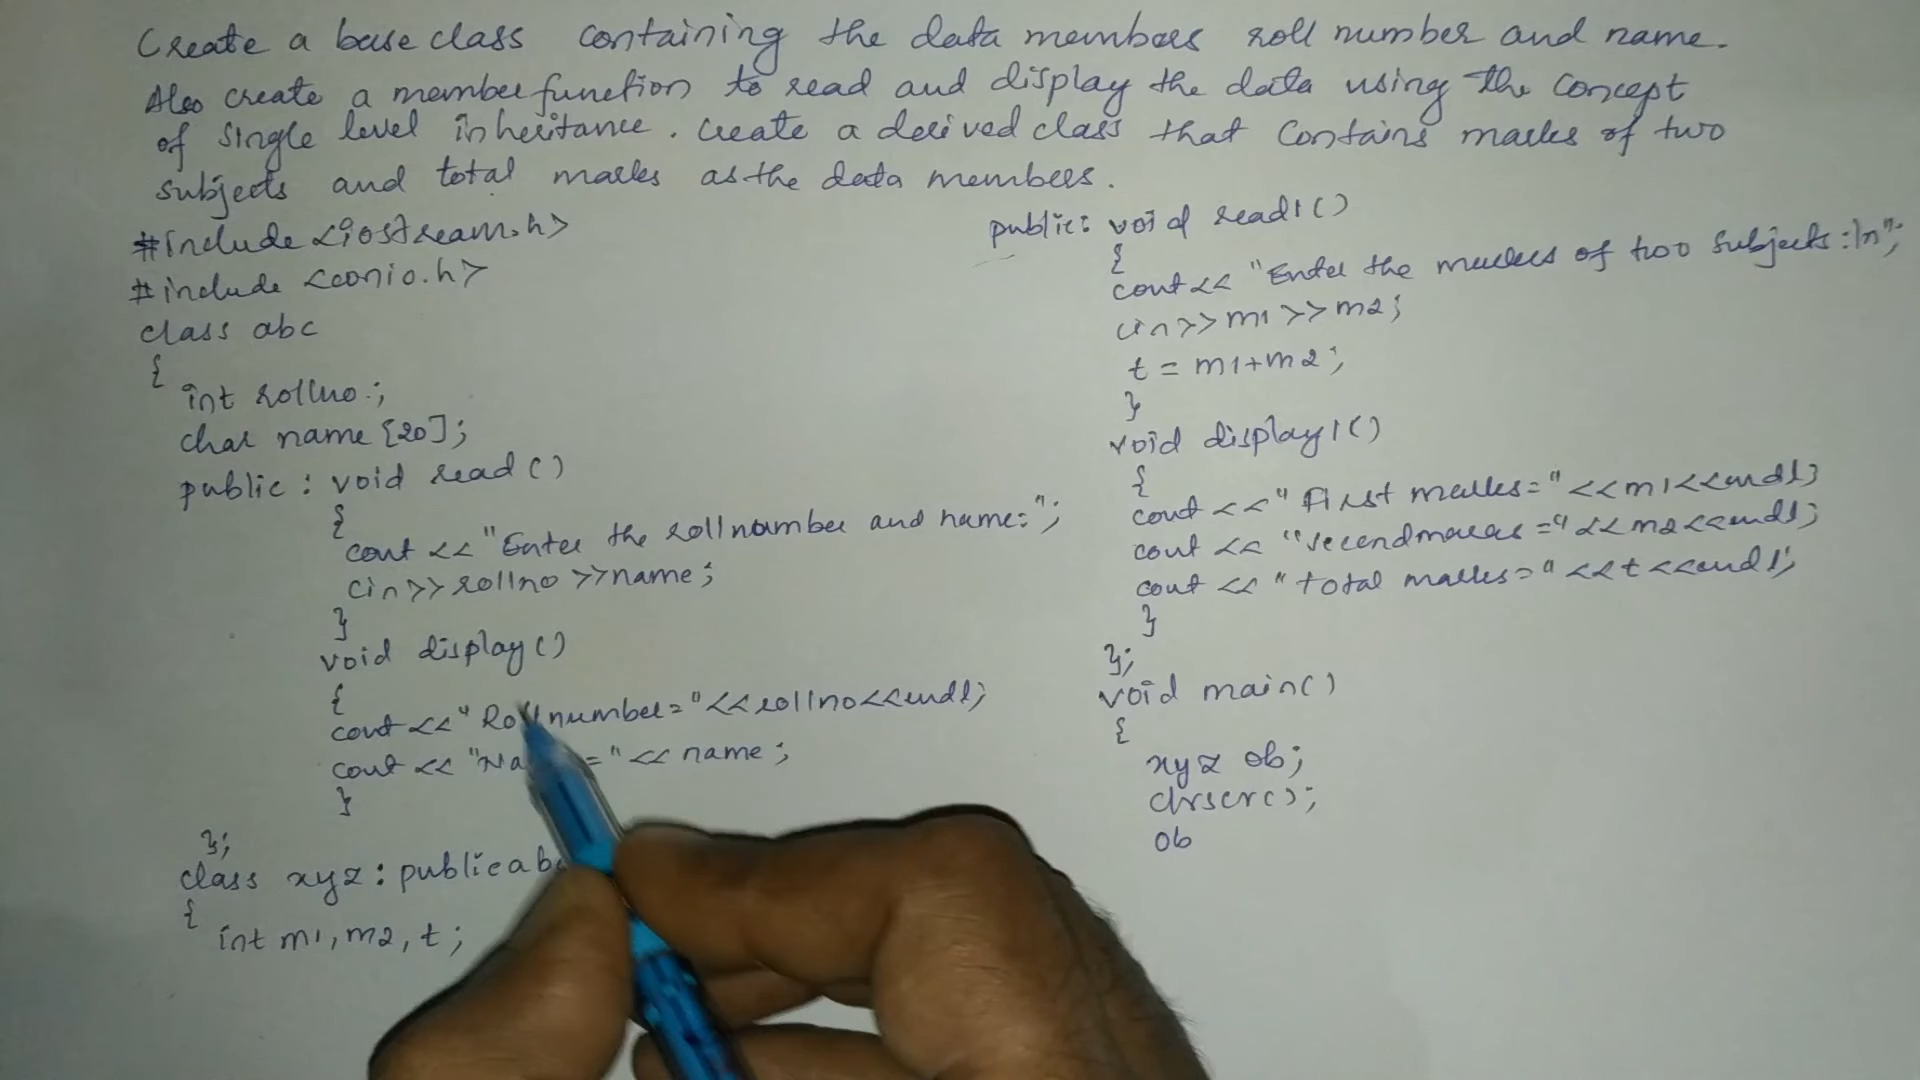 Create a base class containing the data members roll number and name.
Also create a member function to read and display the data using the concept
of single level inheritance. Create a derived class that contains marks of two
subjects and total marks as the data members.
#include <iostream.h>
#include <conio.h>
class abc
{
int rollno.;
char name [20];
public : void read ()
{
cout << "Enter the rollnumber and name:";
cin>>rollno >>name;
}
void display()
{
cout <<"Rollnumber="<<rollno<<endl;
cout << "Na ="<< name;
}
};
class xyz : public abc
{
int m1, m2, t;
public: void read1()
{
cout<< "Enter the marks of two subjects:\n";
cin>>m1>>m2;
t = m1+m2;
}
void display1()
{
cout <<"First marks="<<m1<<endl;
cout << "second marks="<<m2<<endl;
cout << "total marks="<<t<<endl;
}
};
void main()
{
xyz ob;
clrscr();
ob